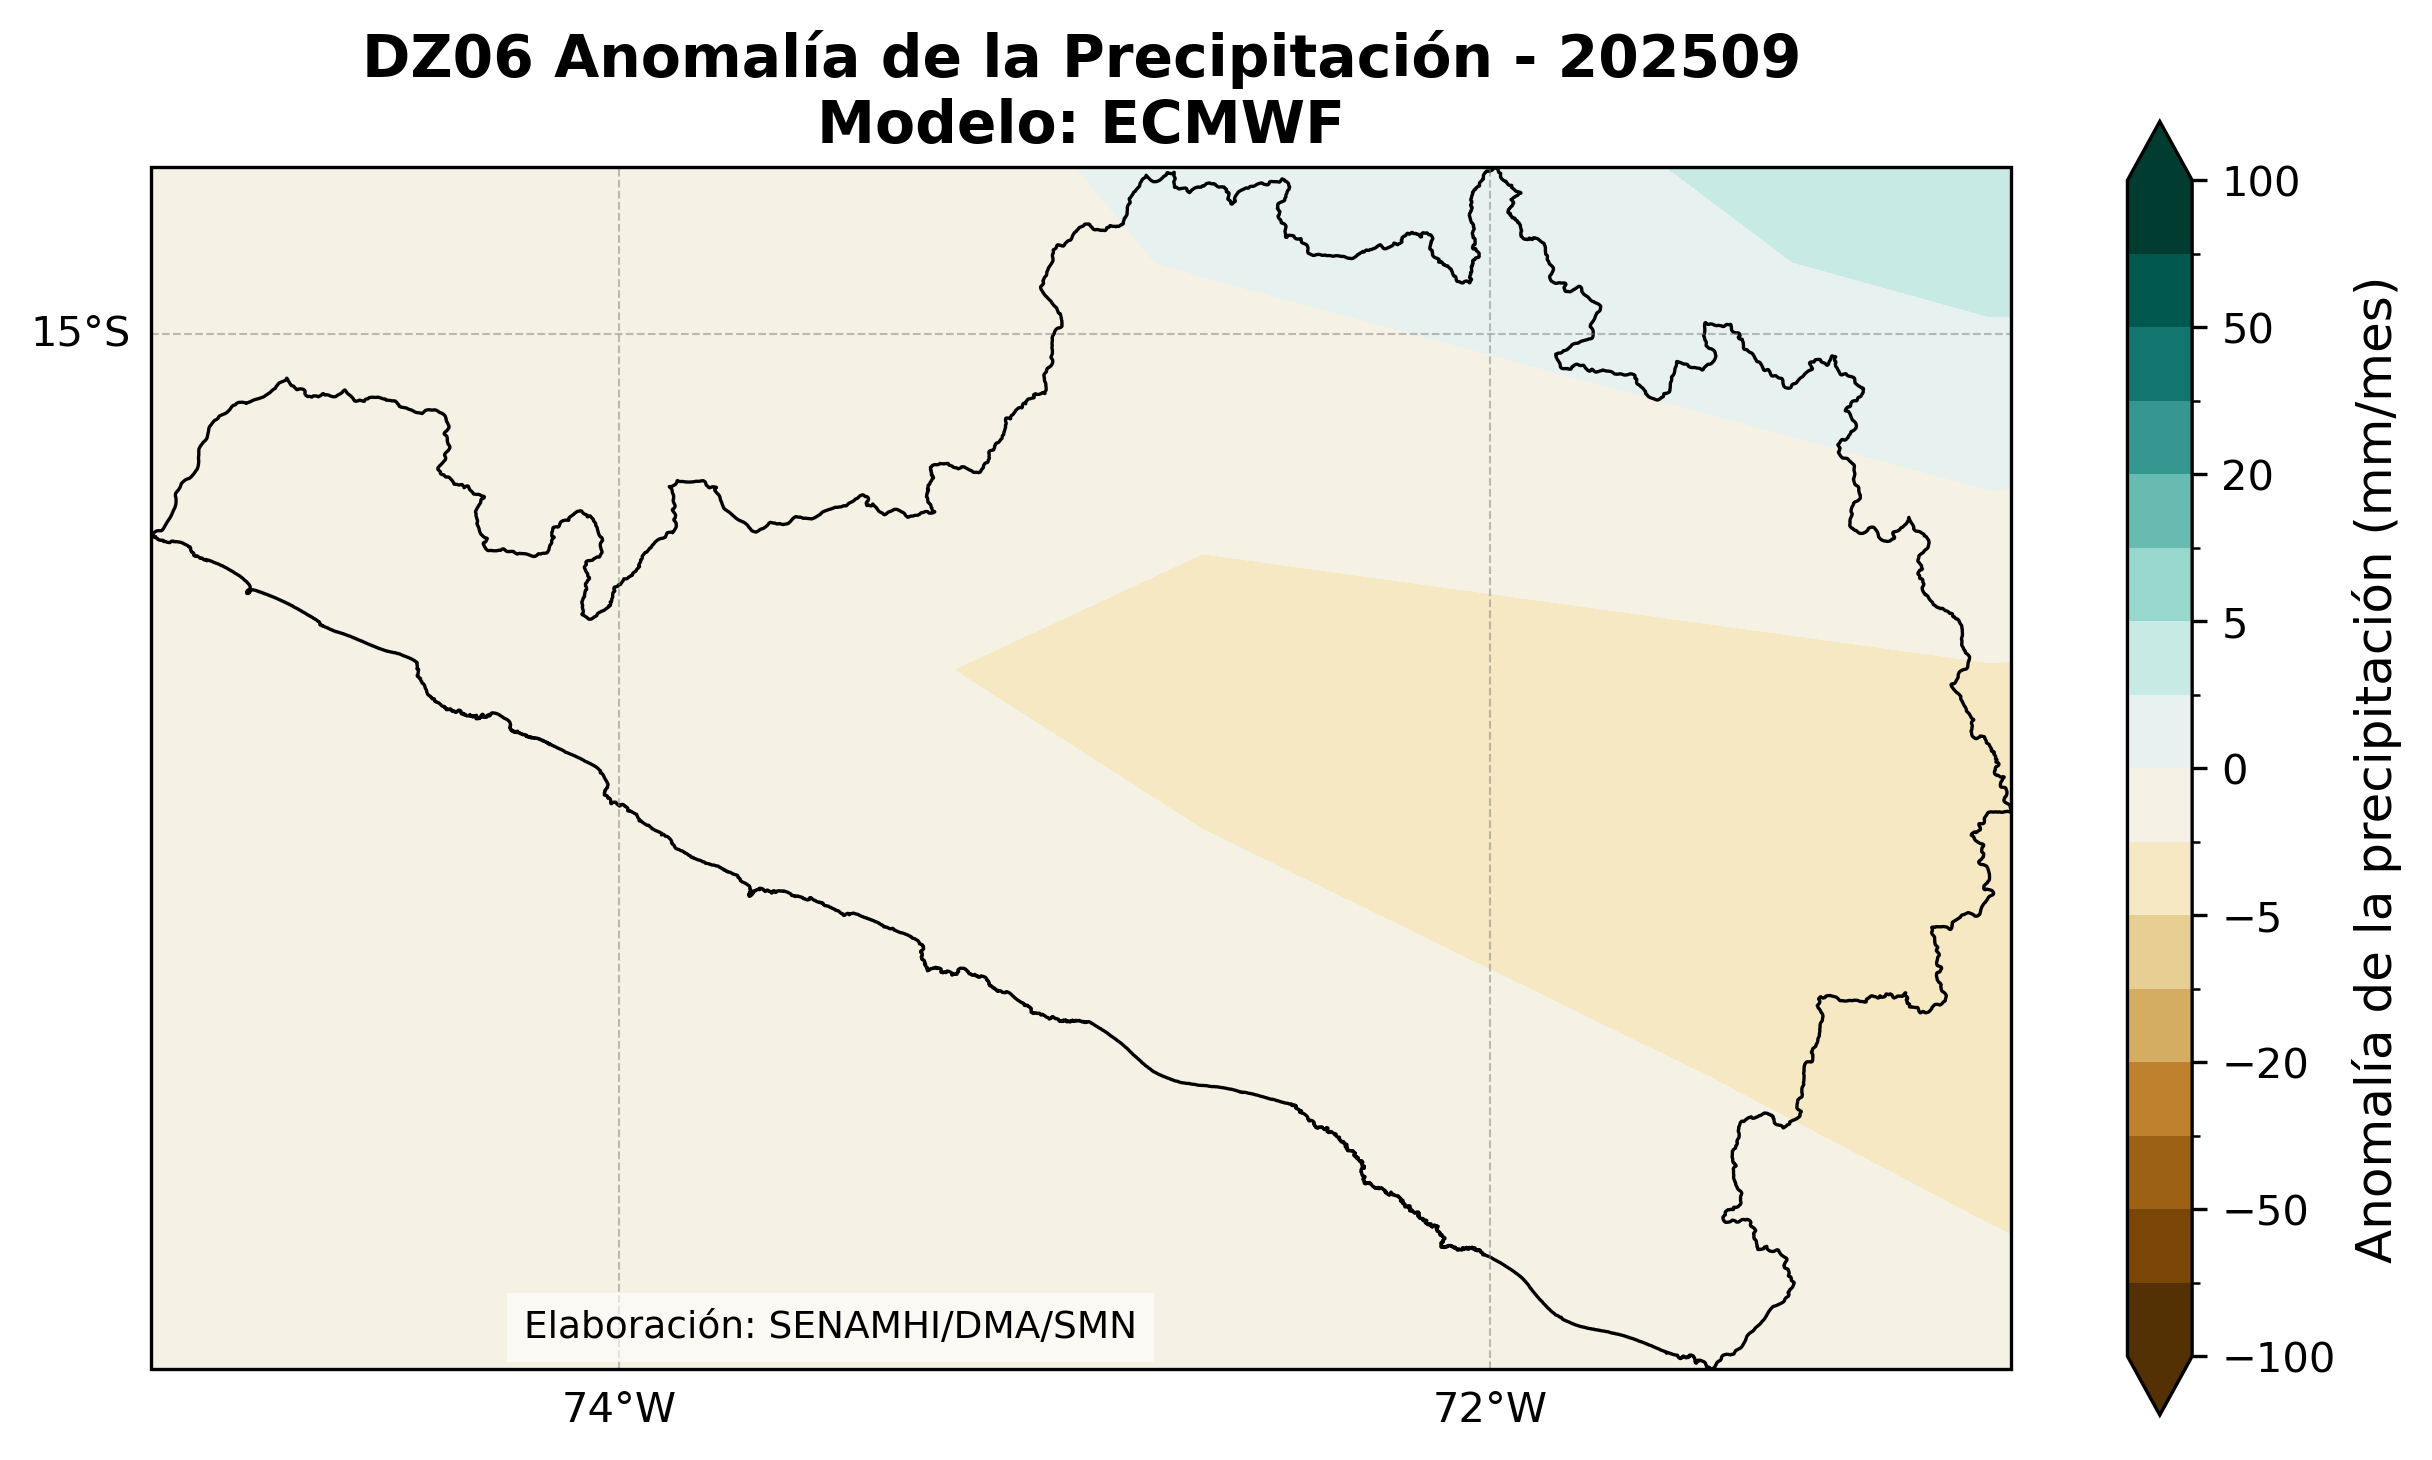 DZ06 Anomalía de la Precipitación - 202509
Modelo: ECMWF
15°S
74°W
72°W
Elaboración: SENAMHI/DMA/SMN
100
50
20
5
0
−5
−20
−50
−100
Anomalía de la precipitación (mm/mes)